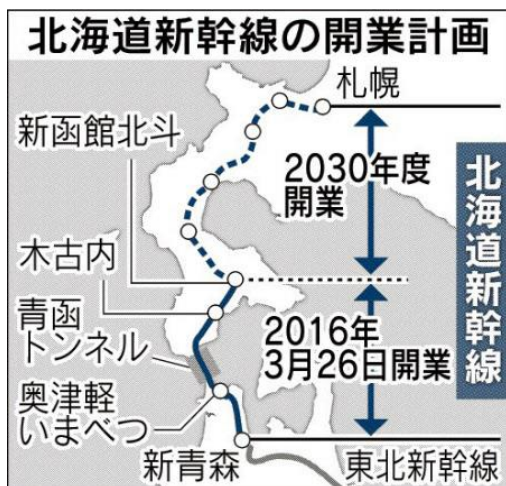 北海道新幹線の開業計画
札幌
新函館北斗
2030年度
開業
北海道新幹線
木古内
青函
トンネル
2016年
3月26日開業
奥津軽
いまべつ
新青森
東北新幹線